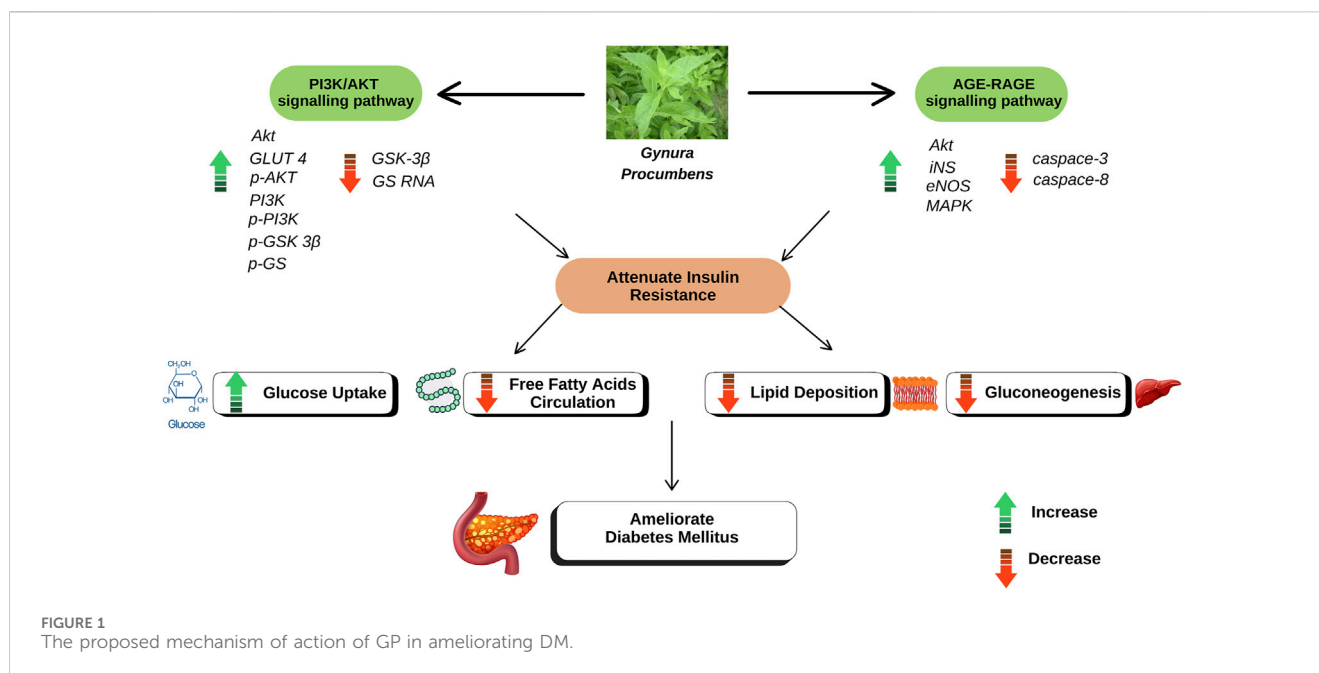 PI3K/AKT
signalling pathway
AGE-RAGE
signalling pathway
Gynura
Procumbens
Akt
GLUT 4
p-AKT
PI3K
p-PI3K
p-GSK 3β
p-GS
GSK-3β
GS RNA
Akt
iNS
eNOS
MAPK
caspace-3
caspace-8
Attenuate Insulin
Resistance
CH₂OH
O
OH
OH
OH
OH
Glucose
Glucose Uptake
Free Fatty Acids
Circulation
Lipid Deposition
Gluconeogenesis
Ameliorate
Diabetes Mellitus
Increase
Decrease
FIGURE 1
The proposed mechanism of action of GP in ameliorating DM.